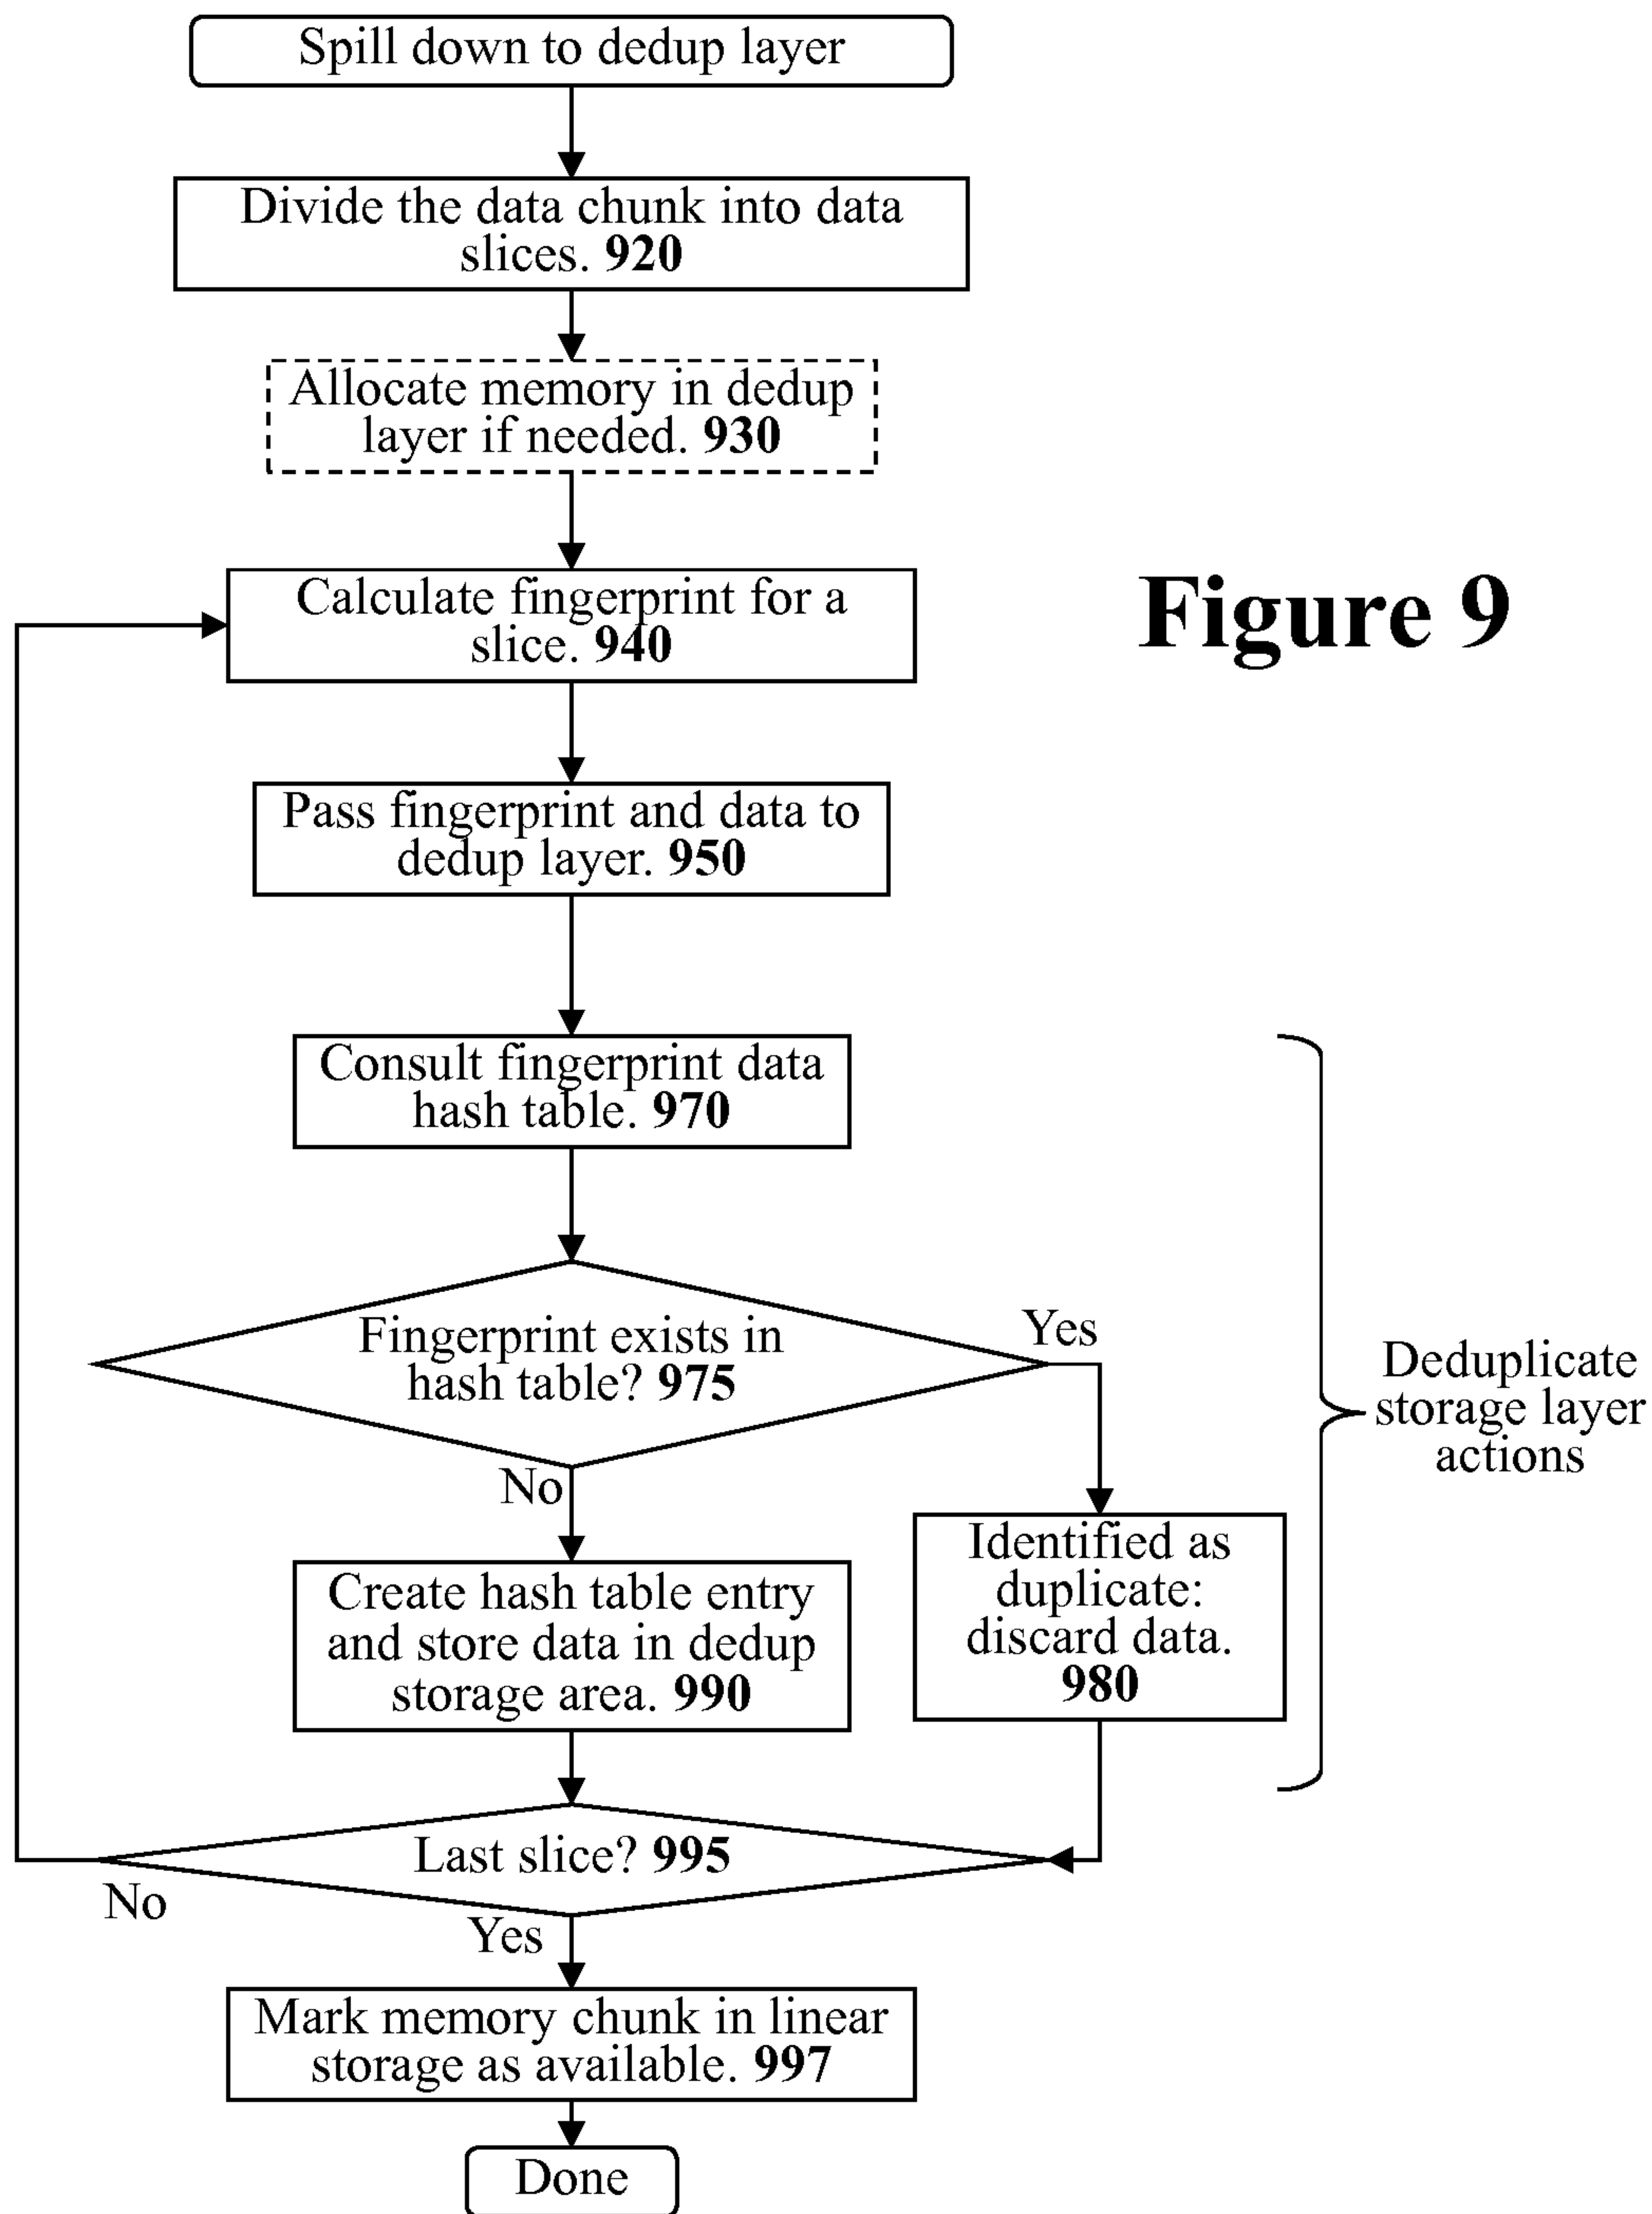 Spill down to dedup layer
Divide the data chunk into data
slices. 920
Allocate memory in dedup
layer if needed. 930
Calculate fingerprint for a
slice. 940
Figure 9
Pass fingerprint and data to
dedup layer. 950
Consult fingerprint data
hash table. 970
Fingerprint exists in
hash table? 975
Yes
No
Deduplicate
storage layer
actions
Identified as
duplicate:
discard data.
980
Create hash table entry
and store data in dedup
storage area. 990
Last slice? 995
No
Yes
Mark memory chunk in linear
storage as available. 997
Done